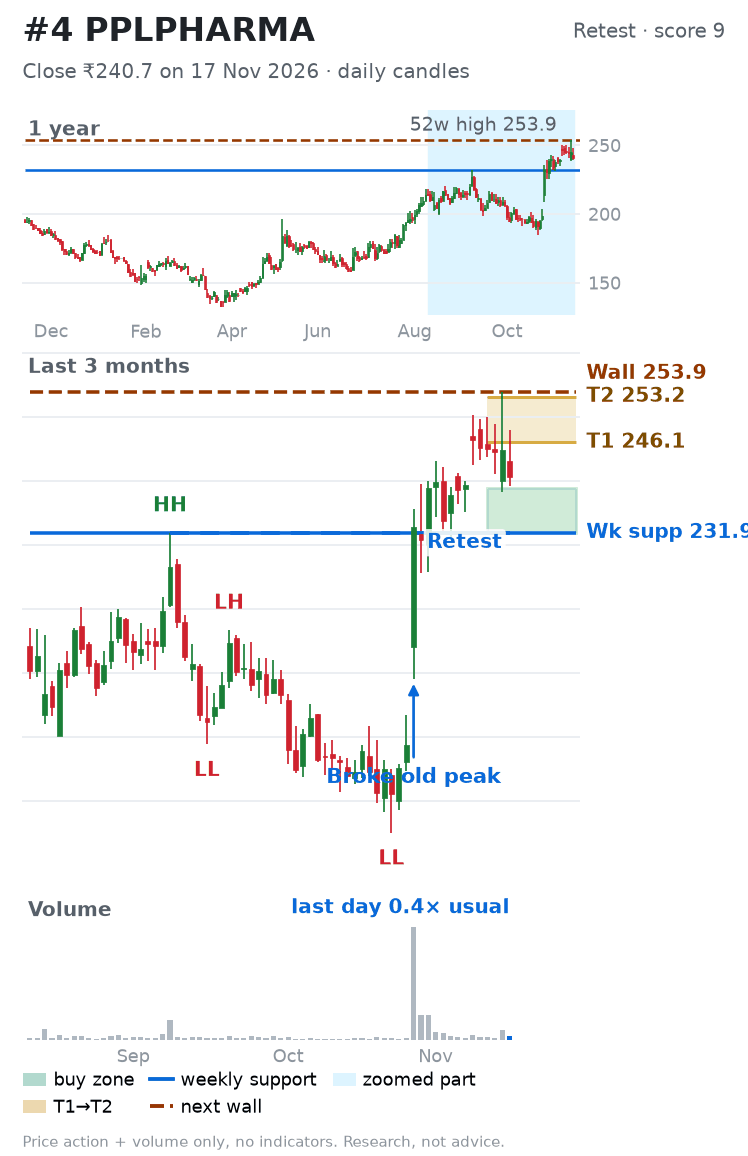 #4 PPLPHARMA
Retest · score 9
Close ₹240.7 on 17 Nov 2026 · daily candles
1 year
52w high 253.9
250
200
150
Dec Feb Apr Jun Aug Oct
Last 3 months
Wall 253.9
T2 253.2
T1 246.1
HH
Wk supp 231.9
Retest
LH
LL
Broke old peak
LL
Volume
last day 0.4× usual
Sep Oct Nov
buy zone weekly support zoomed part
T1→T2 next wall
Price action + volume only, no indicators. Research, not advice.